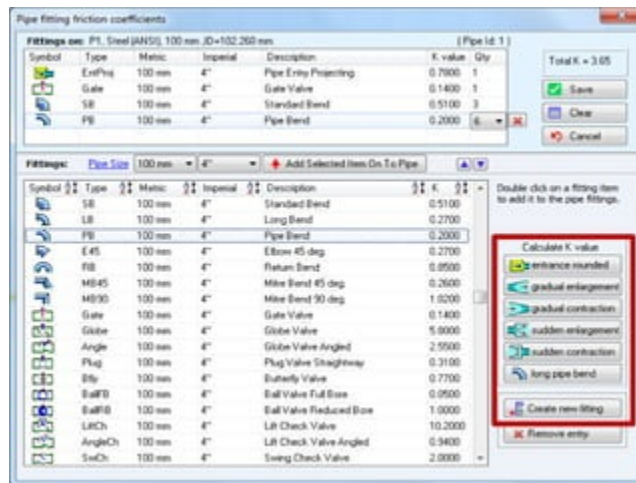 Pipe fitting friction coefficients
Fittings on: P1, Steel (ANSI), 100 mm, ID=102.260 mm (Pipe Id: 1)
Symbol Type Metric Imperial Description K value Qty
EntProj 100 mm 4" Pipe Entry Projecting 0.7800 1
Gate 100 mm 4" Gate Valve 0.1400 1
SB 100 mm 4" Standard Bend 0.5100 3
PB 100 mm 4" Pipe Bend 0.2000 6
Total K = 3.65
Save
Clear
Cancel
Fittings: Pipe Size 100 mm 4" Add Selected Item On To Pipe
Symbol Type Metric Imperial Description K
SB 100 mm 4" Standard Bend 0.5100
LB 100 mm 4" Long Bend 0.2700
PB 100 mm 4" Pipe Bend 0.2000
E45 100 mm 4" Elbow 45 deg 0.2700
RB 100 mm 4" Return Bend 0.8500
MB45 100 mm 4" Mitre Bend 45 deg 0.2600
MB90 100 mm 4" Mitre Bend 90 deg 1.0200
Gate 100 mm 4" Gate Valve 0.1400
Globe 100 mm 4" Globe Valve 5.8000
Angle 100 mm 4" Globe Valve Angled 2.5500
Plug 100 mm 4" Plug Valve Straightway 0.3100
Bfly 100 mm 4" Butterfly Valve 0.7700
BallFB 100 mm 4" Ball Valve Full Bore 0.0500
BallRB 100 mm 4" Ball Valve Reduced Bore 1.0000
LiftCh 100 mm 4" Lift Check Valve 10.2000
AngleCh 100 mm 4" Lift Check Valve Angled 0.9400
SwCh 100 mm 4" Swing Check Valve 2.0000
Double click on a fitting item
to add it to the pipe fittings.
Calculate K value
entrance rounded
gradual enlargement
gradual contraction
sudden enlargement
sudden contraction
long pipe bend
Create new fitting
Remove entry